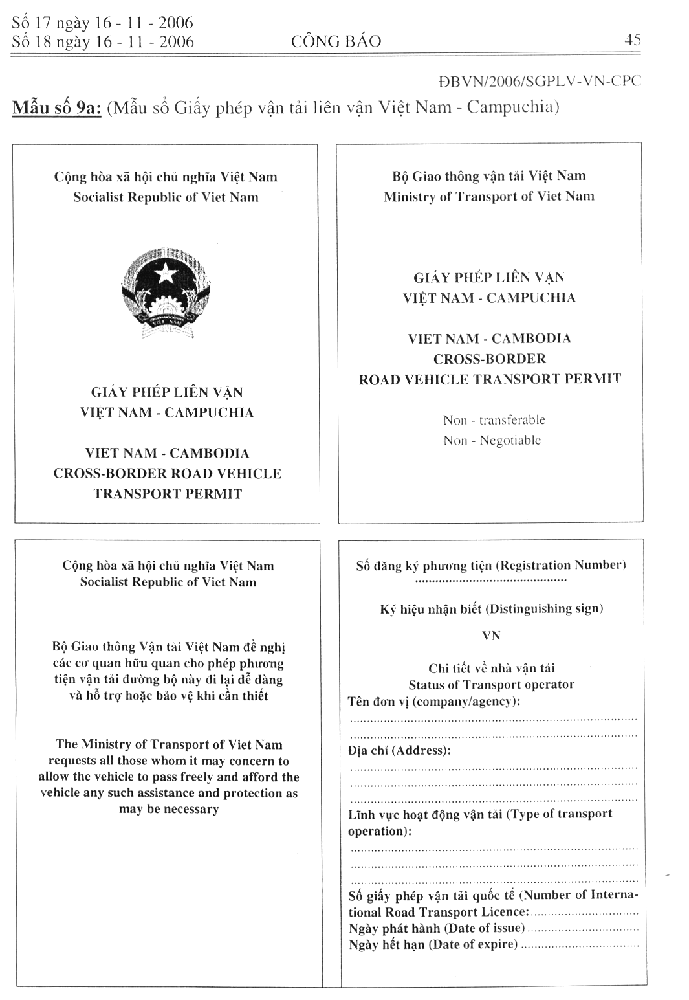 Số 17 ngày 16 - 11 - 2006
Số 18 ngày 16 - 11 - 2006
CÔNG BÁO
45
ĐBVN/2006/SGPLV-VN-CPC
Mẫu số 9a: (Mẫu sổ Giấy phép vận tải liên vận Việt Nam - Campuchia)
Cộng hòa xã hội chủ nghĩa Việt Nam
Socialist Republic of Viet Nam
VIỆT NAM
GIẤY PHÉP LIÊN VẬN
VIỆT NAM - CAMPUCHIA
VIET NAM - CAMBODIA
CROSS-BORDER ROAD VEHICLE
TRANSPORT PERMIT
Bộ Giao thông vận tải Việt Nam
Ministry of Transport of Viet Nam
GIẤY PHÉP LIÊN VẬN
VIỆT NAM - CAMPUCHIA
VIET NAM - CAMBODIA
CROSS-BORDER
ROAD VEHICLE TRANSPORT PERMIT
Non - transferable
Non - Negotiable
Cộng hòa xã hội chủ nghĩa Việt Nam
Socialist Republic of Viet Nam
Bộ Giao thông Vận tải Việt Nam đề nghị
các cơ quan hữu quan cho phép phương
tiện vận tải đường bộ này đi lại dễ dàng
và hỗ trợ hoặc bảo vệ khi cần thiết
The Ministry of Transport of Viet Nam
requests all those whom it may concern to
allow the vehicle to pass freely and afford the
vehicle any such assistance and protection as
may be necessary
Số đăng ký phương tiện (Registration Number)
Ký hiệu nhận biết (Distinguishing sign)
VN
Chi tiết về nhà vận tải
Status of Transport operator
Tên đơn vị (company/agency):
Địa chỉ (Address):
Lĩnh vực hoạt động vận tải (Type of transport
operation):
Số giấy phép vận tải quốc tế (Number of Interna-
tional Road Transport Licence:
Ngày phát hành (Date of issue)
Ngày hết hạn (Date of expire)